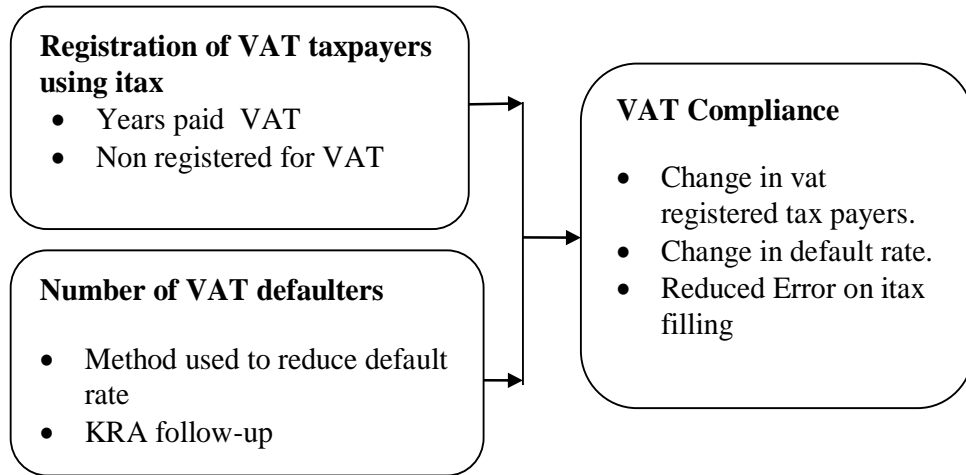 Registration of VAT taxpayers
using itax
• Years paid VAT
• Non registered for VAT
Number of VAT defaulters
• Method used to reduce default
rate
• KRA follow-up
VAT Compliance
• Change in vat
registered tax payers.
• Change in default rate.
• Reduced Error on itax
filling